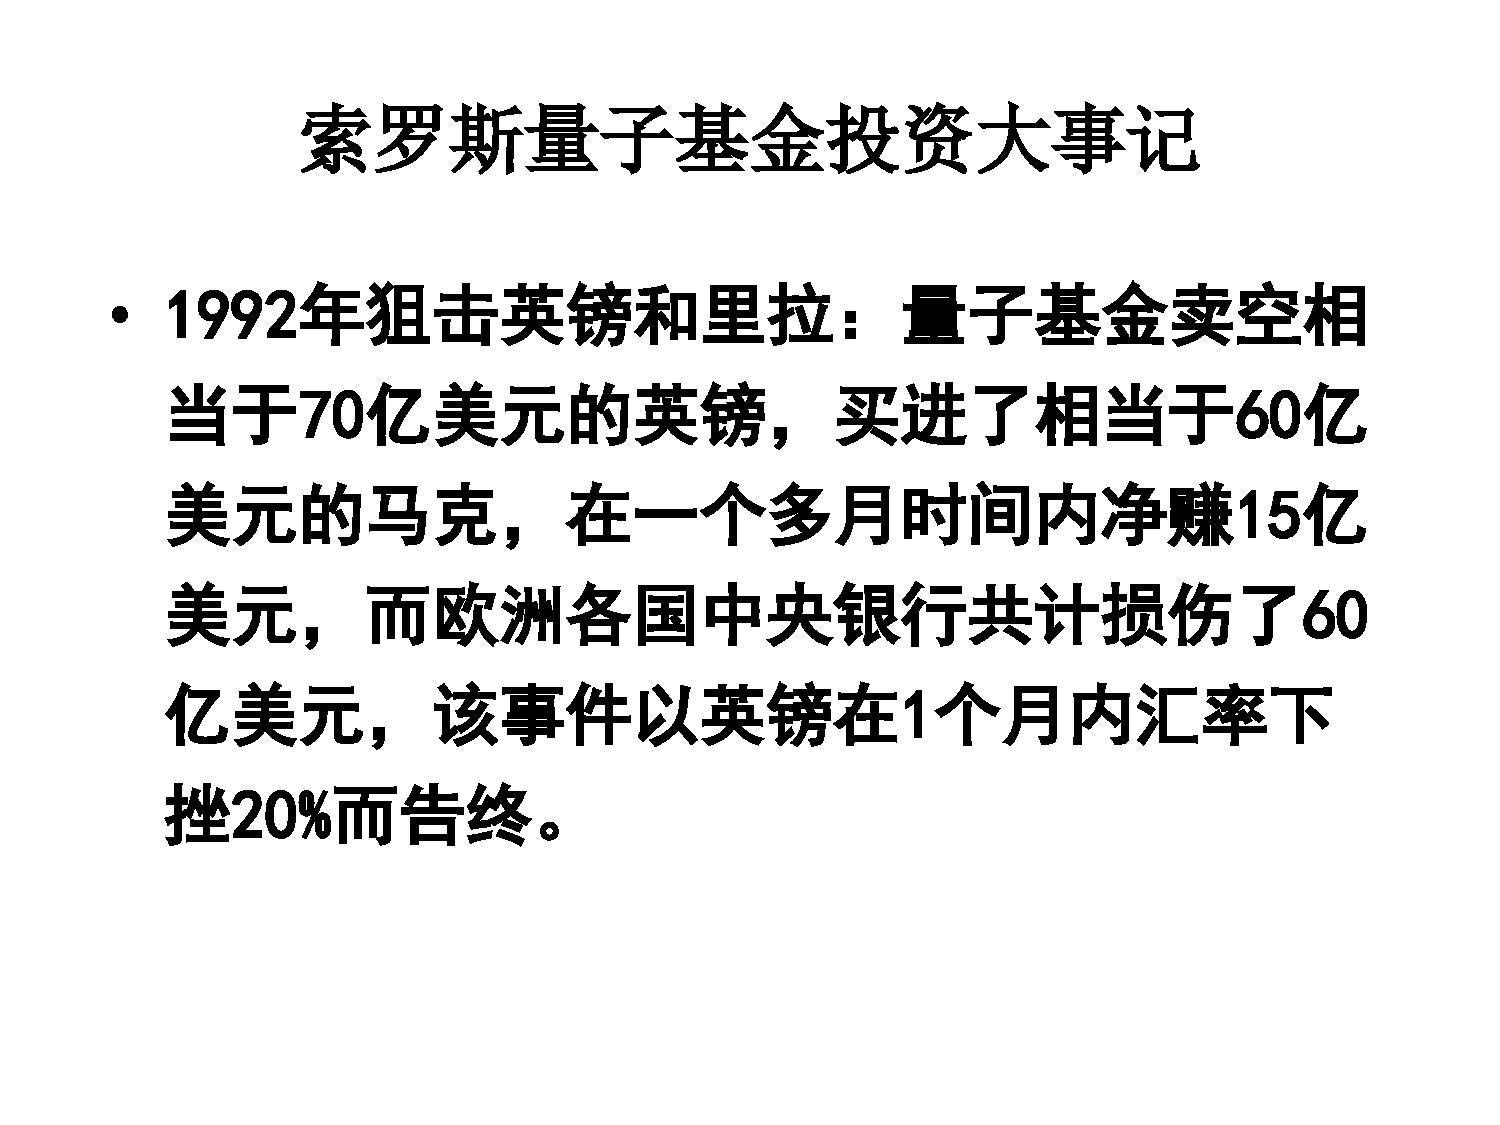 索罗斯量子基金投资大事记
• 1992年狙击英镑和里拉：量子基金卖空相
当于70亿美元的英镑，买进了相当于60亿
美元的马克，在一个多月时间内净赚15亿
美元，而欧洲各国中央银行共计损伤了60
亿美元，该事件以英镑在1个月内汇率下
挫20%而告终。